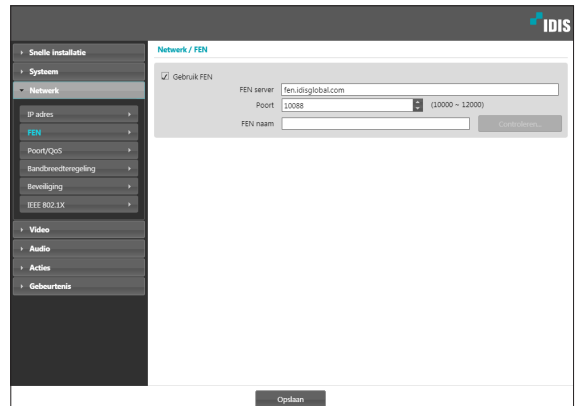 IDIS
Snelle installatie
Systeem
Netwerk
IP adres
FEN
Poort/QoS
Bandbreedteregeling
Beveiliging
IEEE 802.1X
Video
Audio
Acties
Gebeurtenis
Netwerk / FEN
Gebruik FEN
FEN server fen.idisglobal.com
Poort 10088 (10000 ~ 12000)
FEN naam Controleren...
Opslaan